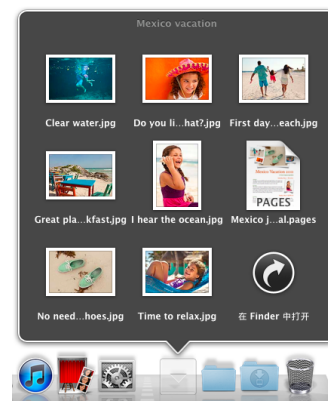 Mexico vacation
Clear water.jpg
Do you li...hat?.jpg
First day...each.jpg
Great pla...kfast.jpg
I hear the ocean.jpg
PAGES
Mexico j...al.pages
No need...hoes.jpg
Time to relax.jpg
在 Finder 中打开